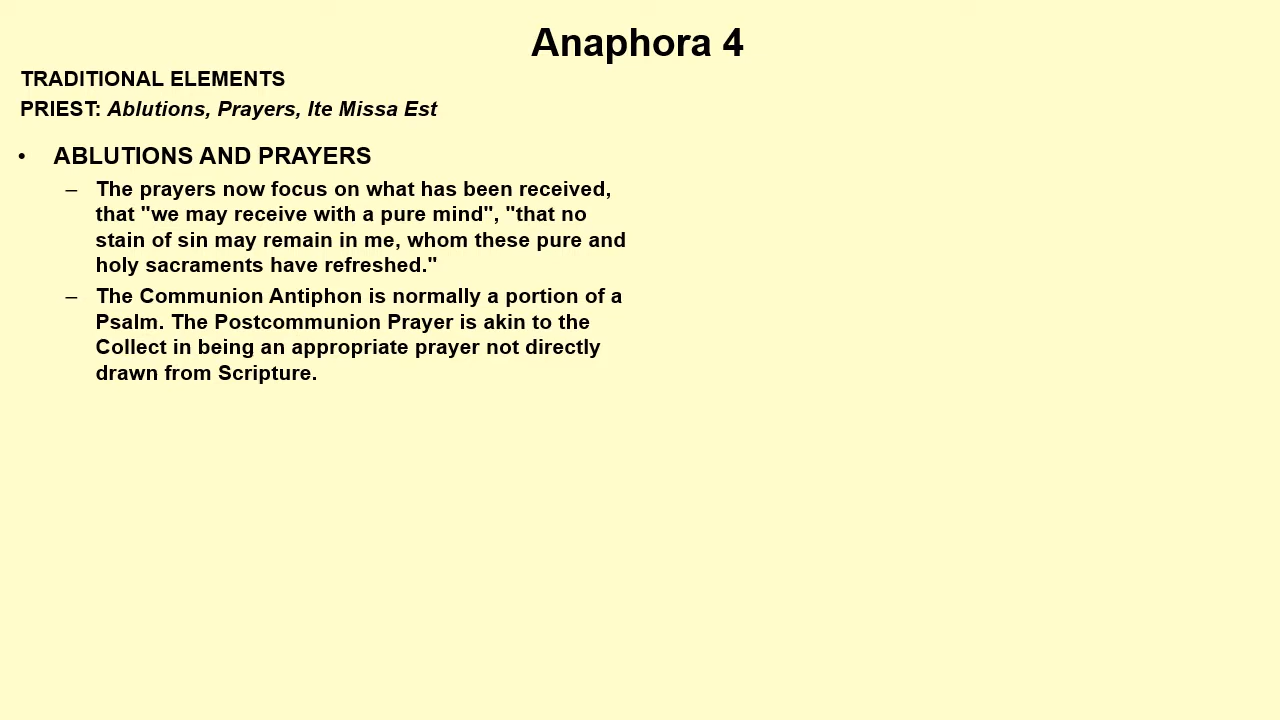 Anaphora 4
TRADITIONAL ELEMENTS
PRIEST: Ablutions, Prayers, Ite Missa Est
• ABLUTIONS AND PRAYERS
– The prayers now focus on what has been received,
that "we may receive with a pure mind", "that no
stain of sin may remain in me, whom these pure and
holy sacraments have refreshed."
– The Communion Antiphon is normally a portion of a
Psalm. The Postcommunion Prayer is akin to the
Collect in being an appropriate prayer not directly
drawn from Scripture.